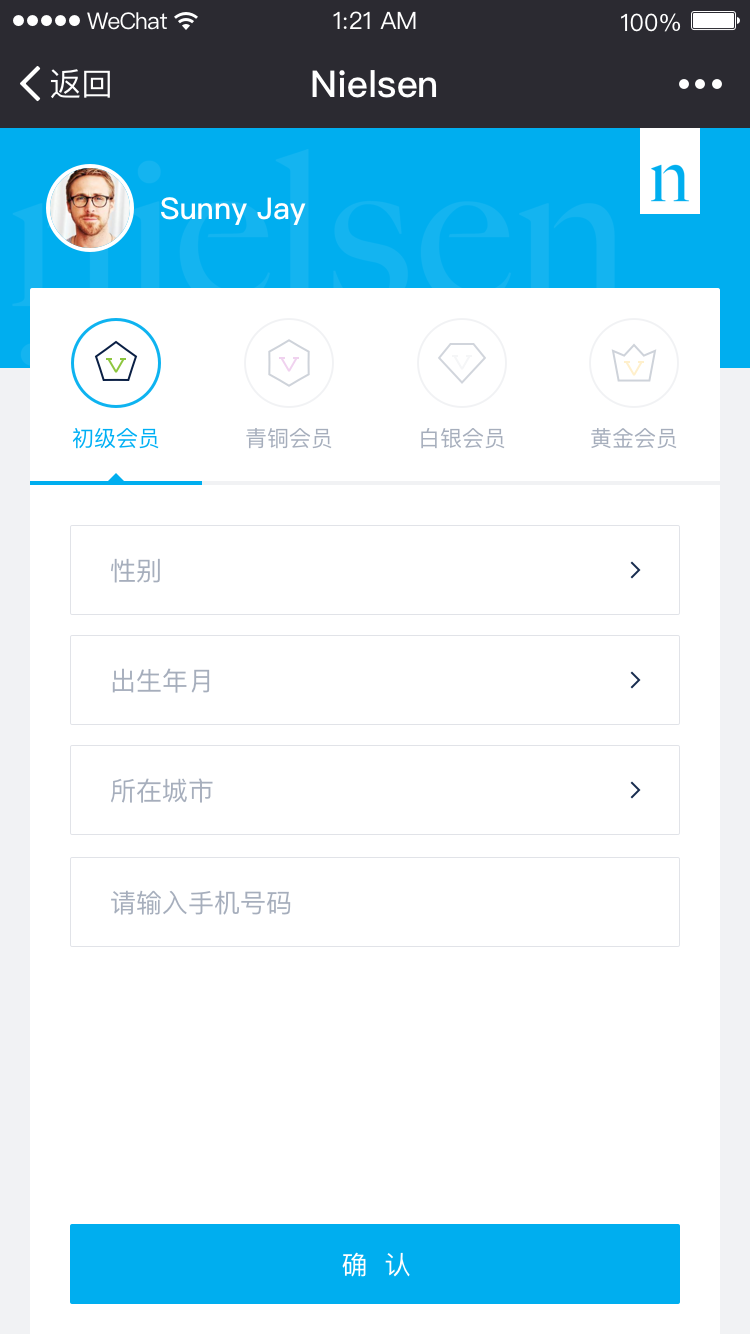 WeChat 1:21 AM 100%
返回 Nielsen
nielsen
n
Sunny Jay
V V V V
初级会员 青铜会员 白银会员 黄金会员
性别
出生年月
所在城市
请输入手机号码
确 认